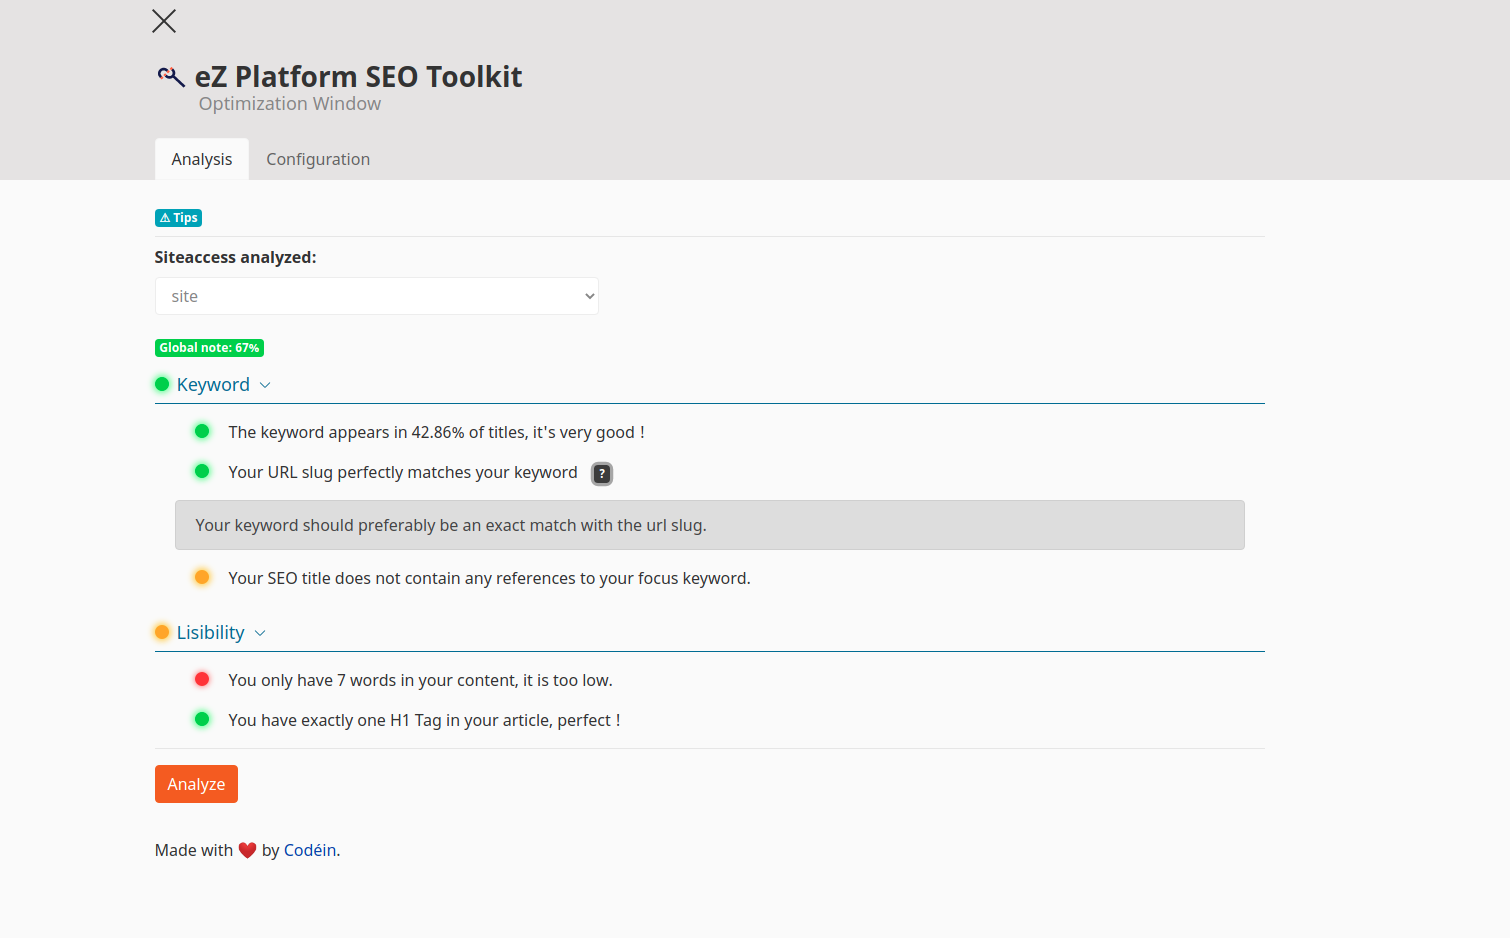 eZ Platform SEO Toolkit
Optimization Window
Analysis Configuration
⚠ Tips
Siteaccess analyzed:
site
Global note: 67%
Keyword
The keyword appears in 42.86% of titles, it's very good !
Your URL slug perfectly matches your keyword ?
Your keyword should preferably be an exact match with the url slug.
Your SEO title does not contain any references to your focus keyword.
Lisibility
You only have 7 words in your content, it is too low.
You have exactly one H1 Tag in your article, perfect !
Analyze
Made with ❤️ by Codéin.